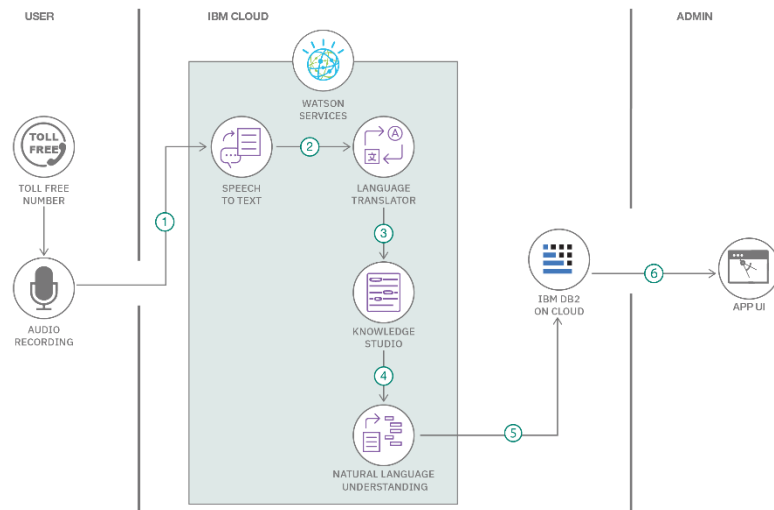 USER
IBM CLOUD
ADMIN
WATSON
SERVICES
TOLL
FREE
TOLL FREE
NUMBER
AUDIO
RECORDING
1
SPEECH
TO TEXT
2
A
文
LANGUAGE
TRANSLATOR
3
KNOWLEDGE
STUDIO
4
NATURAL LANGUAGE
UNDERSTANDING
5
IBM DB2
ON CLOUD
6
APP UI